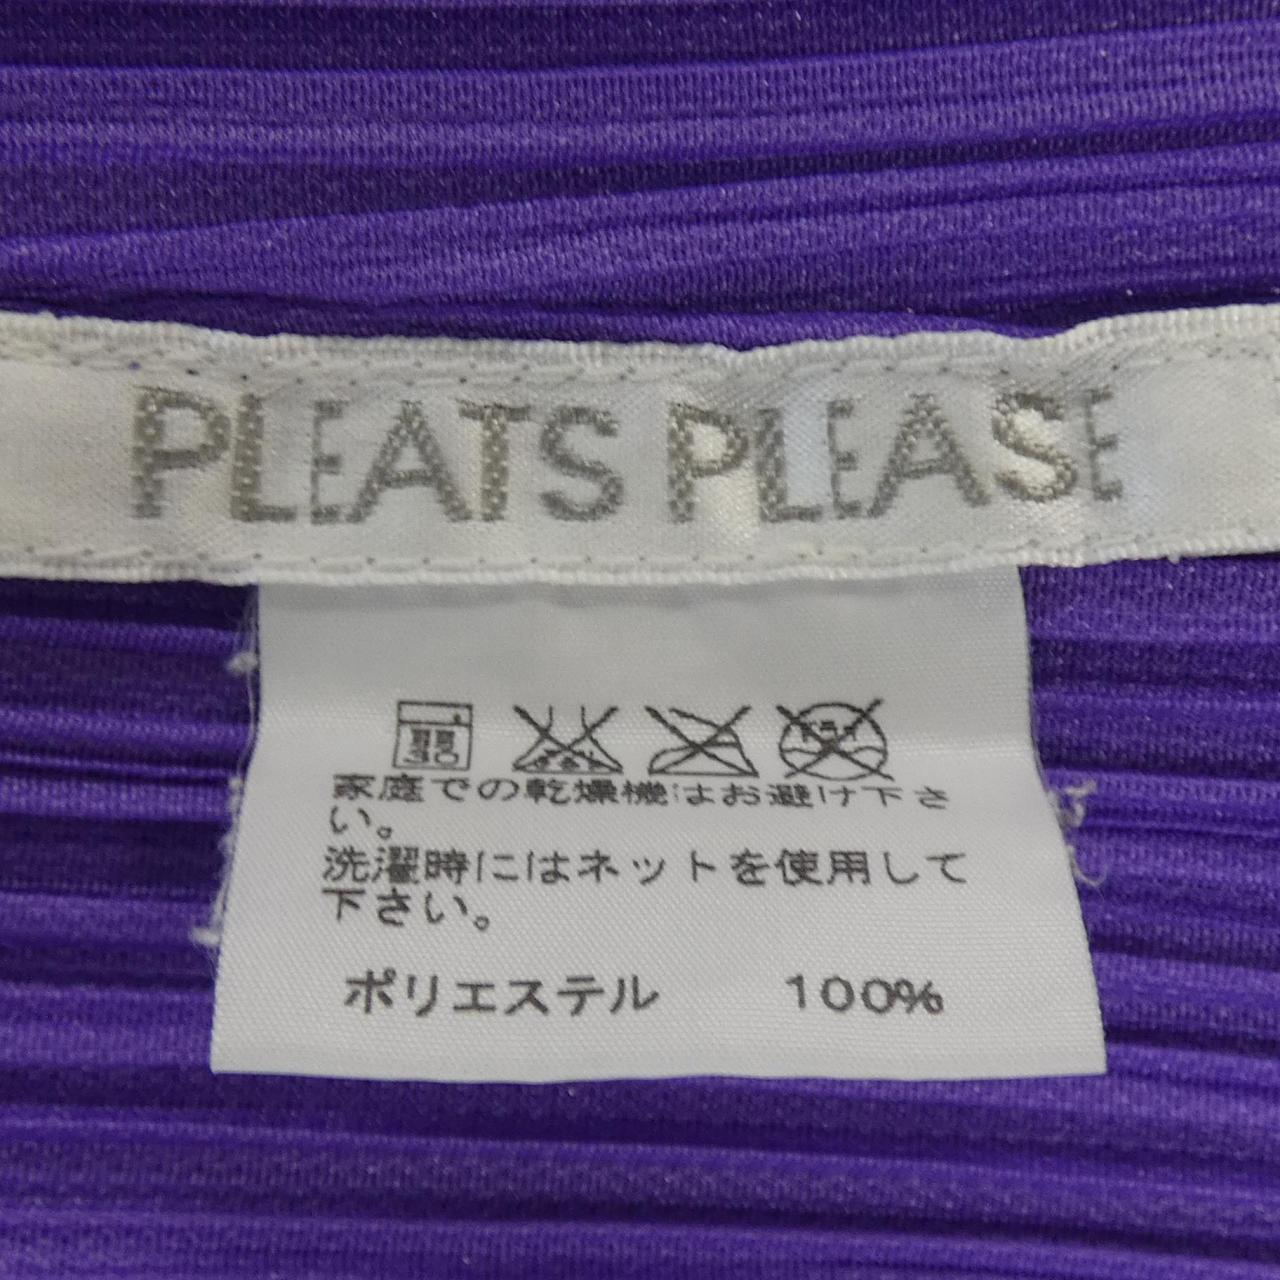 PLEATS PLEASE
30
家庭での乾燥機はお避け下さ
い。
洗濯時にはネットを使用して
下さい。
ポリエステル 100%